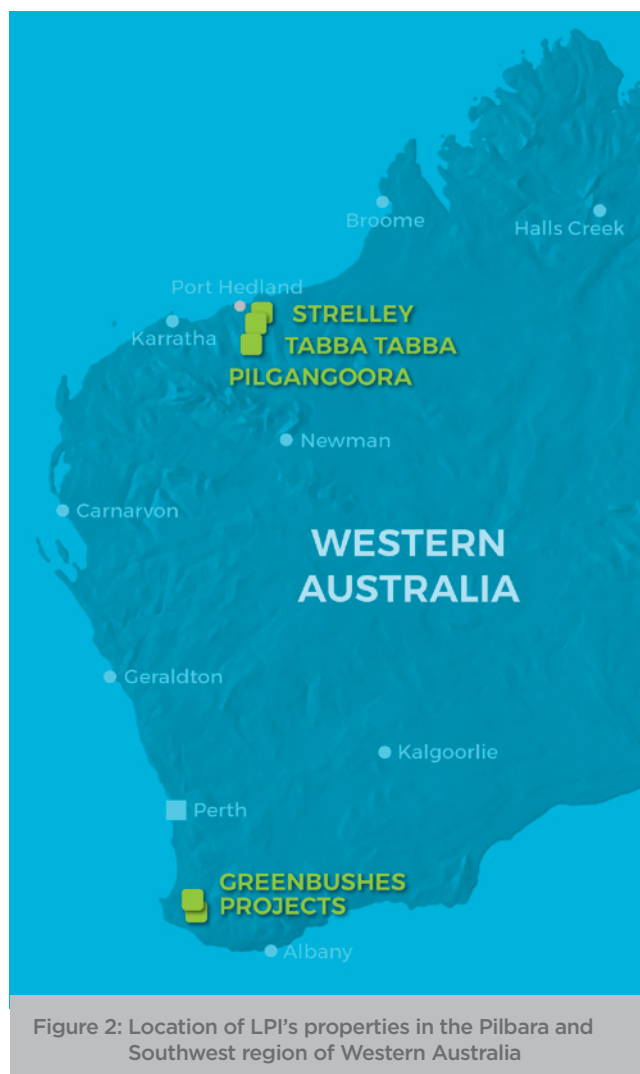 Broome
Halls Creek
Port Hedland
STRELLEY
Karratha
TABBA TABBA
PILGANGOORA
Newman
Carnarvon
WESTERN
AUSTRALIA
Geraldton
Kalgoorlie
Perth
GREENBUSHES
PROJECTS
Albany
Figure 2: Location of LPI's properties in the Pilbara and
Southwest region of Western Australia